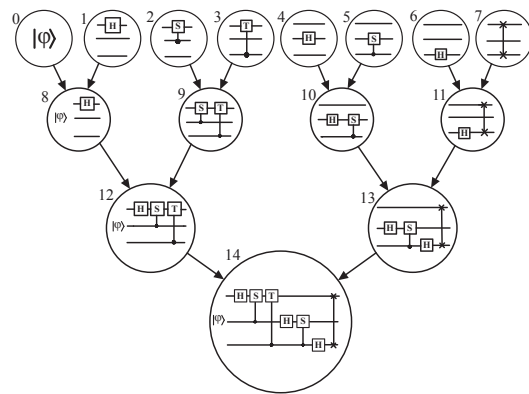 0 1 2 3 4 5 6 7
|φ⟩ H S T H S H
8 9 10 11
H S T H S H
|φ⟩
12 13
H S T
|φ⟩ H S H
14
H S T
|φ⟩ H S
H